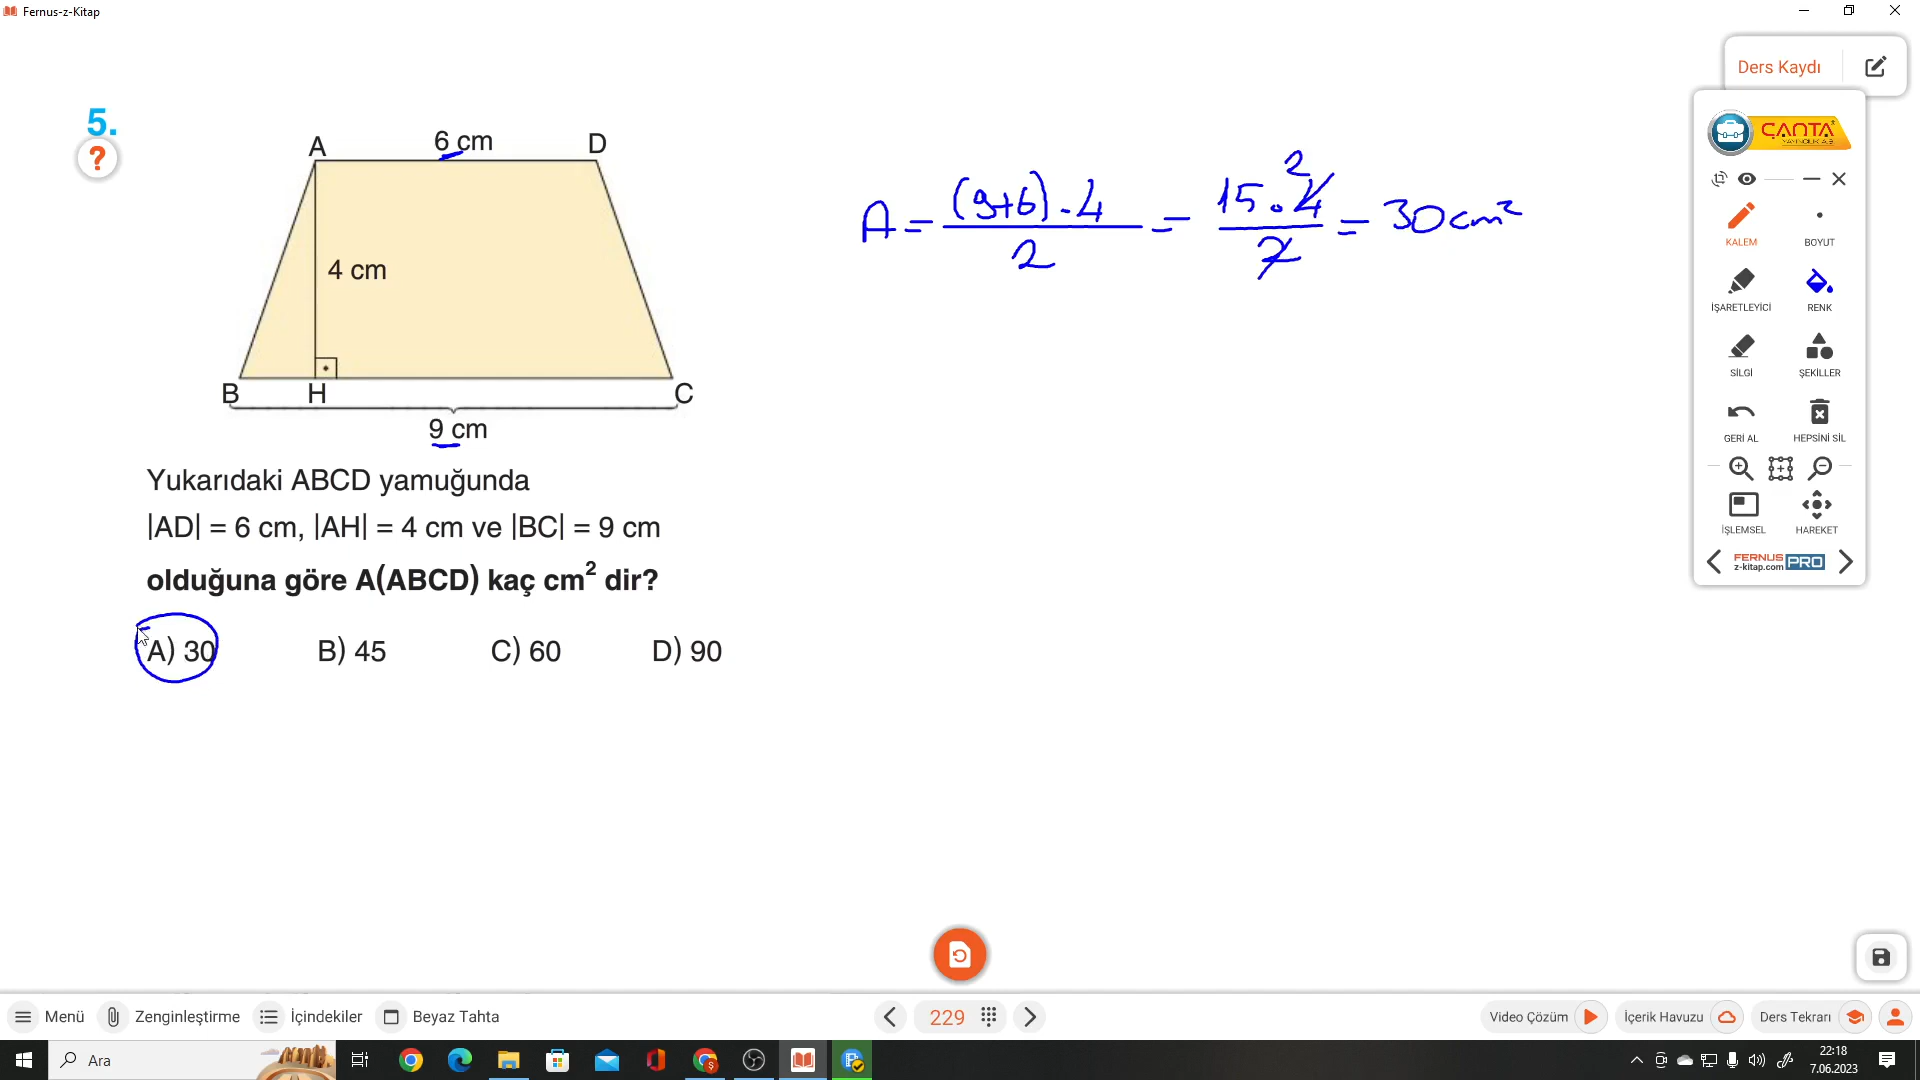 Fernus-z-Kitap
Ders Kaydı
5.
?
A
6 cm
D
4 cm
B
H
C
9 cm
A = (9+6).4 / 2 = 15.4 / 2 = 30 cm²
2
Yukarıdaki ABCD yamuğunda
|AD| = 6 cm, |AH| = 4 cm ve |BC| = 9 cm
olduğuna göre A(ABCD) kaç cm² dir?
A) 30 B) 45 C) 60 D) 90
ÇANTA
YAYINCILIK A.Ş.
KALEM BOYUT
İŞARETLEYİCİ RENK
SİLGİ ŞEKİLLER
GERİ AL HEPSİNİ SİL
İŞLEMSEL HAREKET
FERNUS
z-kitap.com PRO
Menü Zenginleştirme İçindekiler Beyaz Tahta 229 Video Çözüm İçerik Havuzu Ders Tekrarı
Ara
22:18
7.06.2023